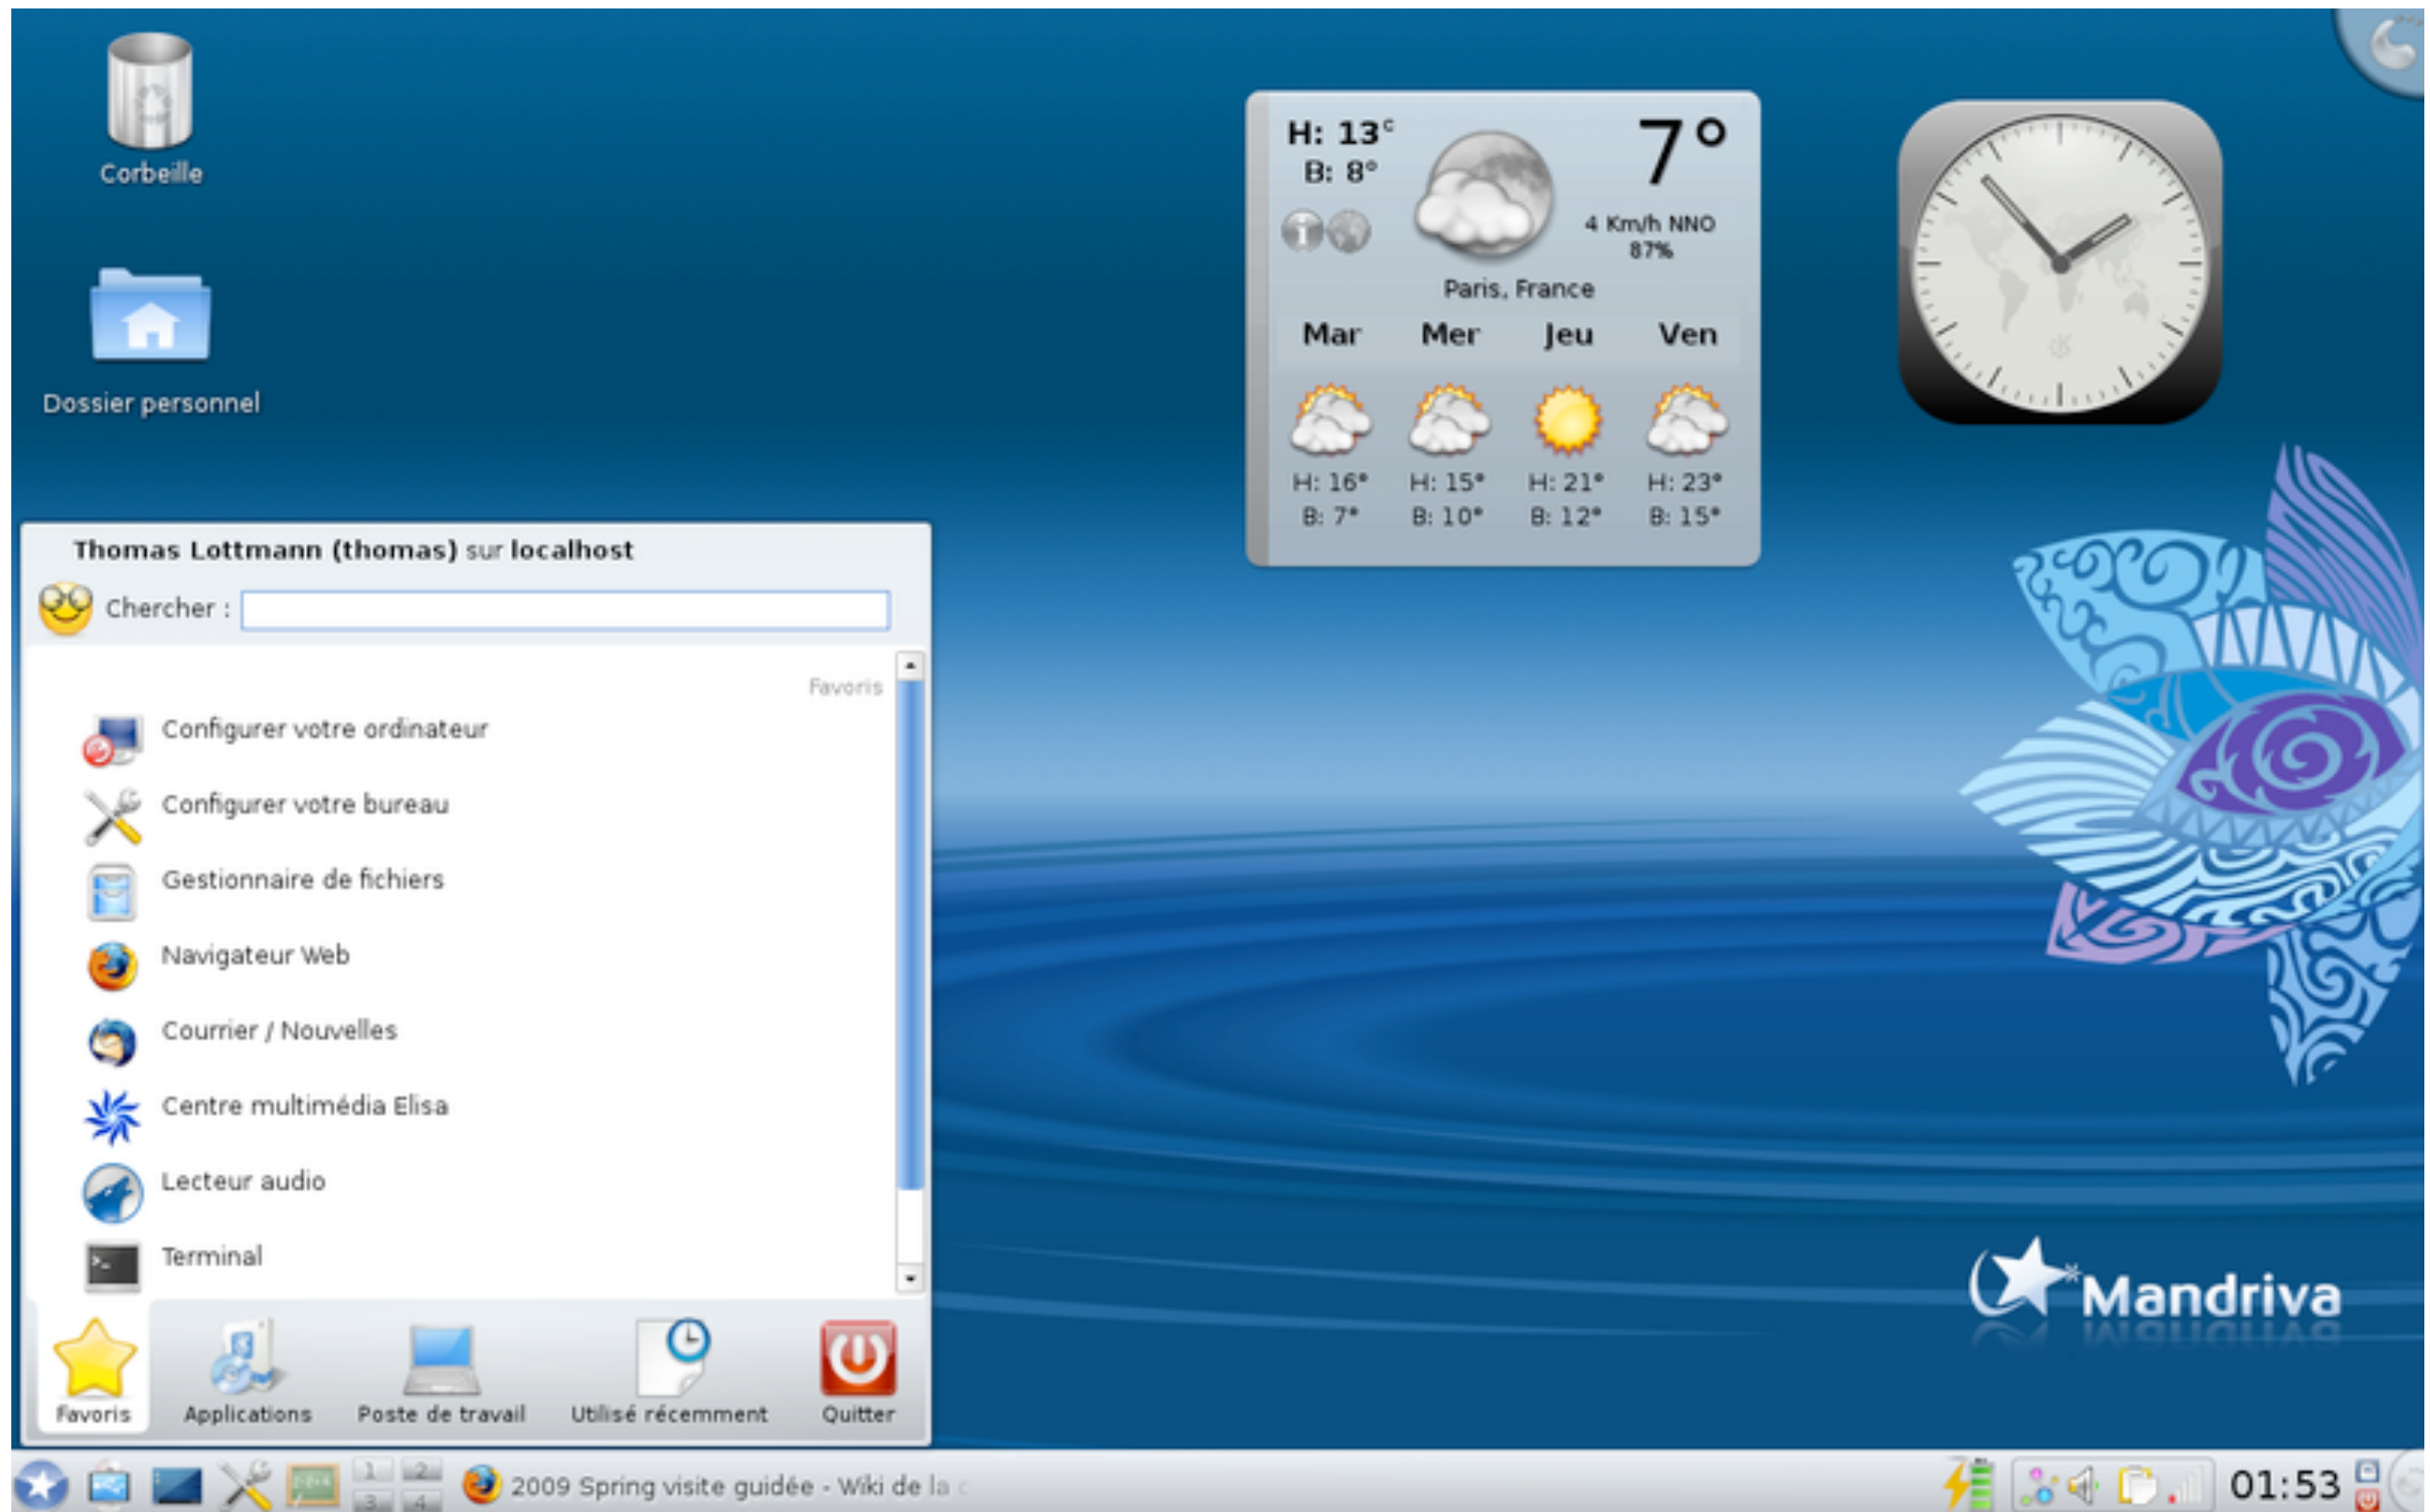 Corbeille
Dossier personnel
H: 13°
B: 8°
7°
4 Km/h NNO
87%
Paris, France
Mar Mer Jeu Ven
H: 16° H: 15° H: 21° H: 23°
B: 7° B: 10° B: 12° B: 15°
Thomas Lottmann (thomas) sur localhost
Chercher :
Favoris
Configurer votre ordinateur
Configurer votre bureau
Gestionnaire de fichiers
Navigateur Web
Courrier / Nouvelles
Centre multimédia Elisa
Lecteur audio
Terminal
Favoris Applications Poste de travail Utilisé récemment Quitter
Mandriva
1 2
3 4
2009 Spring visite guidée - Wiki de la
01:53